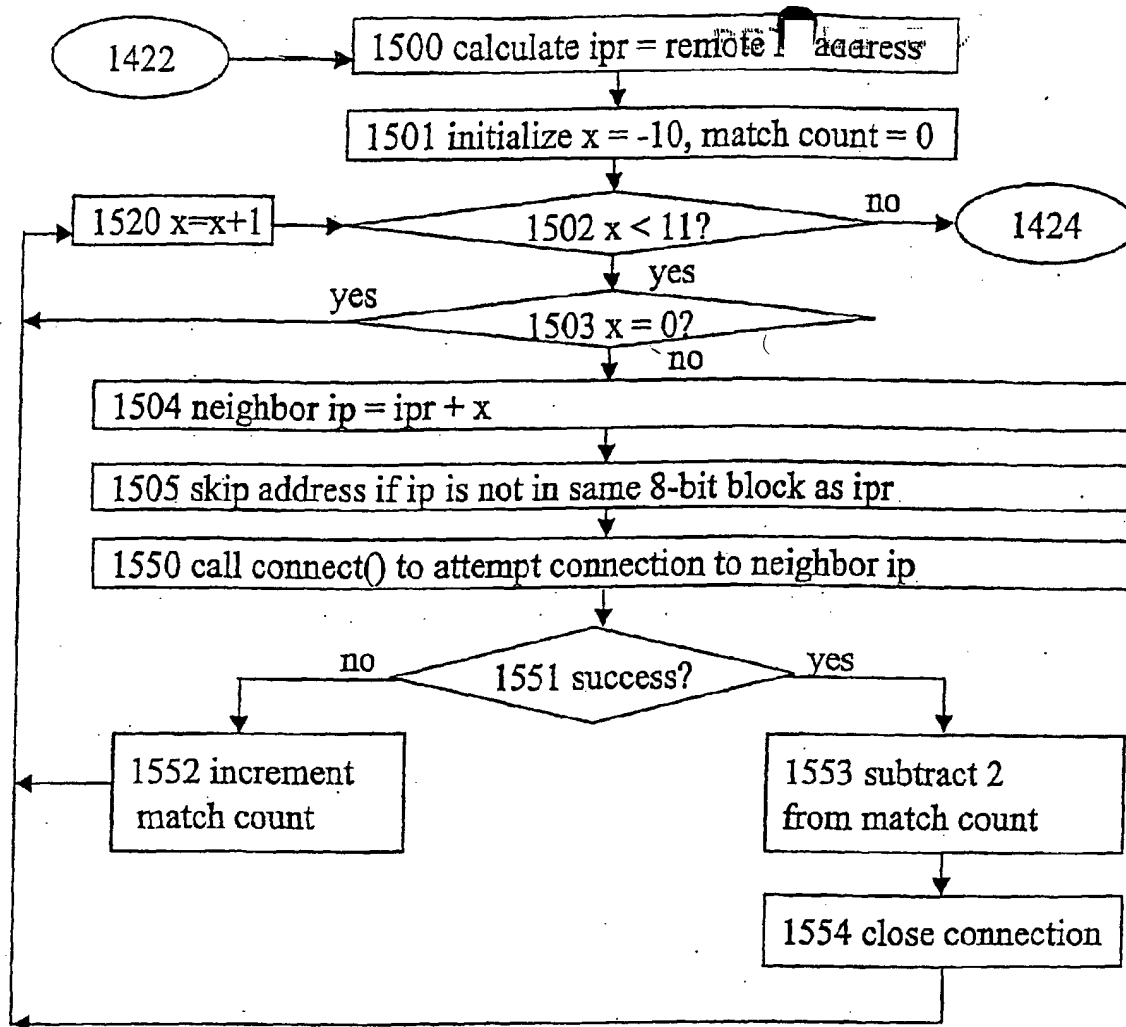 1422
1500 calculate ipr = remote address
1501 initialize x = -10, match count = 0
1520 x=x+1
1502 x < 11?
no
1424
yes
yes
1503 x = 0?
no
1504 neighbor ip = ipr + x
1505 skip address if ip is not in same 8-bit block as ipr
1550 call connect() to attempt connection to neighbor ip
no
1551 success?
yes
1552 increment
match count
1553 subtract 2
from match count
1554 close connection